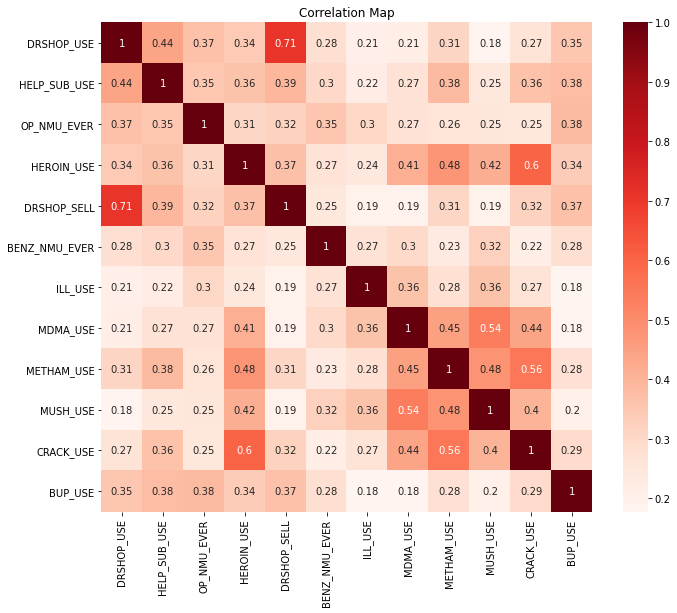 Correlation Map
DRSHOP_USE 1 0.44 0.37 0.34 0.71 0.28 0.21 0.21 0.31 0.18 0.27 0.35
HELP_SUB_USE 0.44 1 0.35 0.36 0.39 0.3 0.22 0.27 0.38 0.25 0.36 0.38
OP_NMU_EVER 0.37 0.35 1 0.31 0.32 0.35 0.3 0.27 0.26 0.25 0.25 0.38
HEROIN_USE 0.34 0.36 0.31 1 0.37 0.27 0.24 0.41 0.48 0.42 0.6 0.34
DRSHOP_SELL 0.71 0.39 0.32 0.37 1 0.25 0.19 0.19 0.31 0.19 0.32 0.37
BENZ_NMU_EVER 0.28 0.3 0.35 0.27 0.25 1 0.27 0.3 0.23 0.32 0.22 0.28
ILL_USE 0.21 0.22 0.3 0.24 0.19 0.27 1 0.36 0.28 0.36 0.27 0.18
MDMA_USE 0.21 0.27 0.27 0.41 0.19 0.3 0.36 1 0.45 0.54 0.44 0.18
METHAM_USE 0.31 0.38 0.26 0.48 0.31 0.23 0.28 0.45 1 0.48 0.56 0.28
MUSH_USE 0.18 0.25 0.25 0.42 0.19 0.32 0.36 0.54 0.48 1 0.4 0.2
CRACK_USE 0.27 0.36 0.25 0.6 0.32 0.22 0.27 0.44 0.56 0.4 1 0.29
BUP_USE 0.35 0.38 0.38 0.34 0.37 0.28 0.18 0.18 0.28 0.2 0.29 1
DRSHOP_USE
HELP_SUB_USE
OP_NMU_EVER
HEROIN_USE
DRSHOP_SELL
BENZ_NMU_EVER
ILL_USE
MDMA_USE
METHAM_USE
MUSH_USE
CRACK_USE
BUP_USE
1.0
0.9
0.8
0.7
0.6
0.5
0.4
0.3
0.2